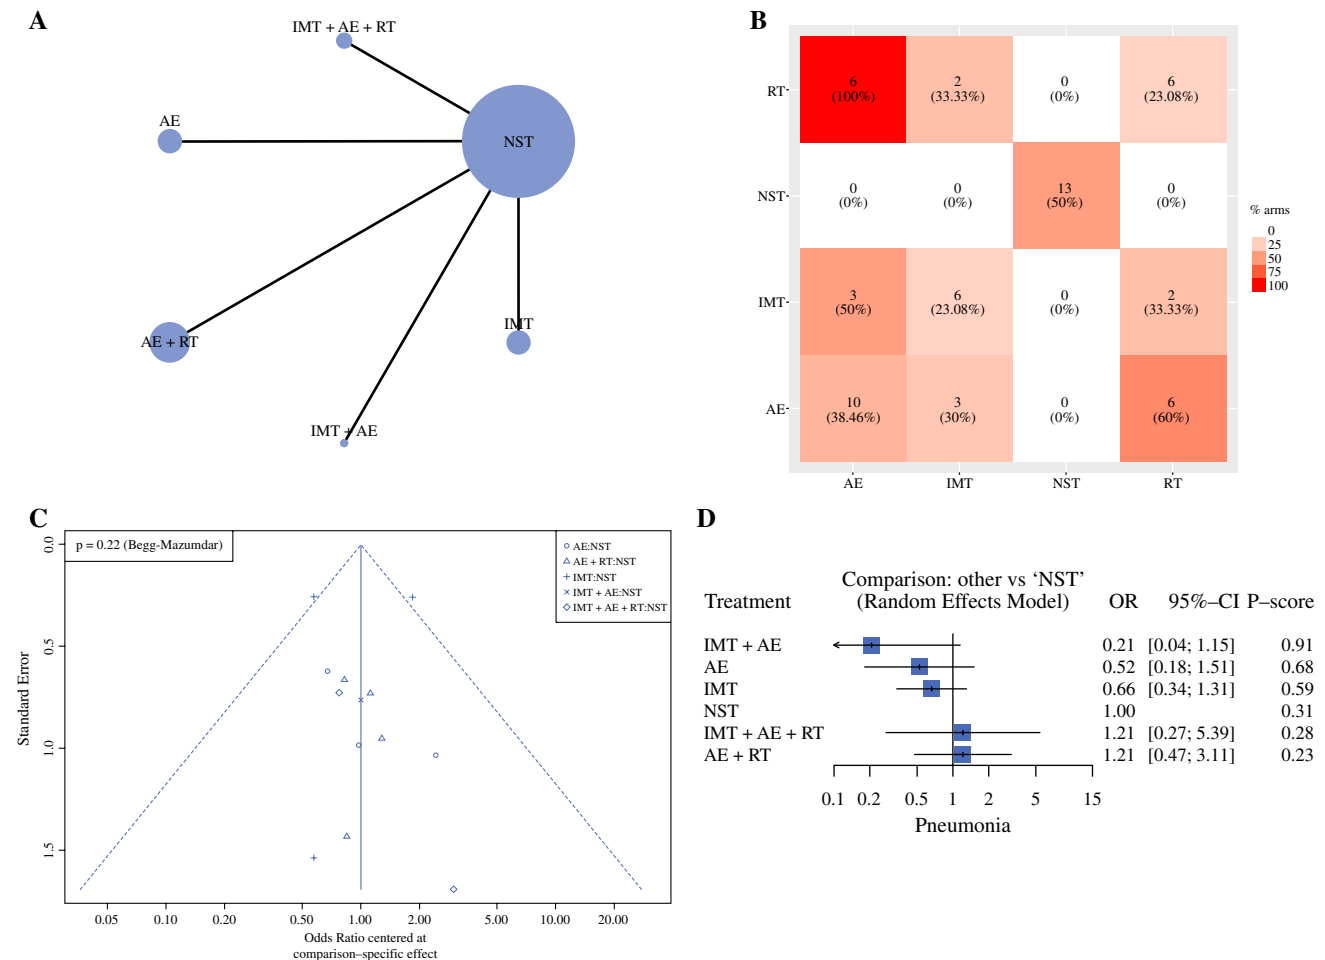 A
IMT + AE + RT
AE
NST
AE + RT
IMT
IMT + AE
B
RT
6
(100%)
2
(33.33%)
0
(0%)
6
(23.08%)
NST
0
(0%)
0
(0%)
13
(50%)
0
(0%)
IMT
3
(50%)
6
(23.08%)
0
(0%)
2
(33.33%)
AE
10
(38.46%)
3
(30%)
0
(0%)
6
(60%)
AE IMT NST RT
% arms
0
25
50
75
100
C
p = 0.22 (Begg-Mazumdar)
AE:NST
AE + RT:NST
IMT:NST
IMT + AE:NST
IMT + AE + RT:NST
Standard Error
0.0
0.5
1.0
1.5
0.05 0.10 0.20 0.50 1.00 2.00 5.00 10.00 20.00
Odds Ratio centered at
comparison–specific effect
D
Comparison: other vs ‘NST’
Treatment (Random Effects Model) OR 95%–CI P–score
IMT + AE 0.21 [0.04; 1.15] 0.91
AE 0.52 [0.18; 1.51] 0.68
IMT 0.66 [0.34; 1.31] 0.59
NST 1.00 0.31
IMT + AE + RT 1.21 [0.27; 5.39] 0.28
AE + RT 1.21 [0.47; 3.11] 0.23
0.1 0.2 0.5 1 2 5 15
Pneumonia